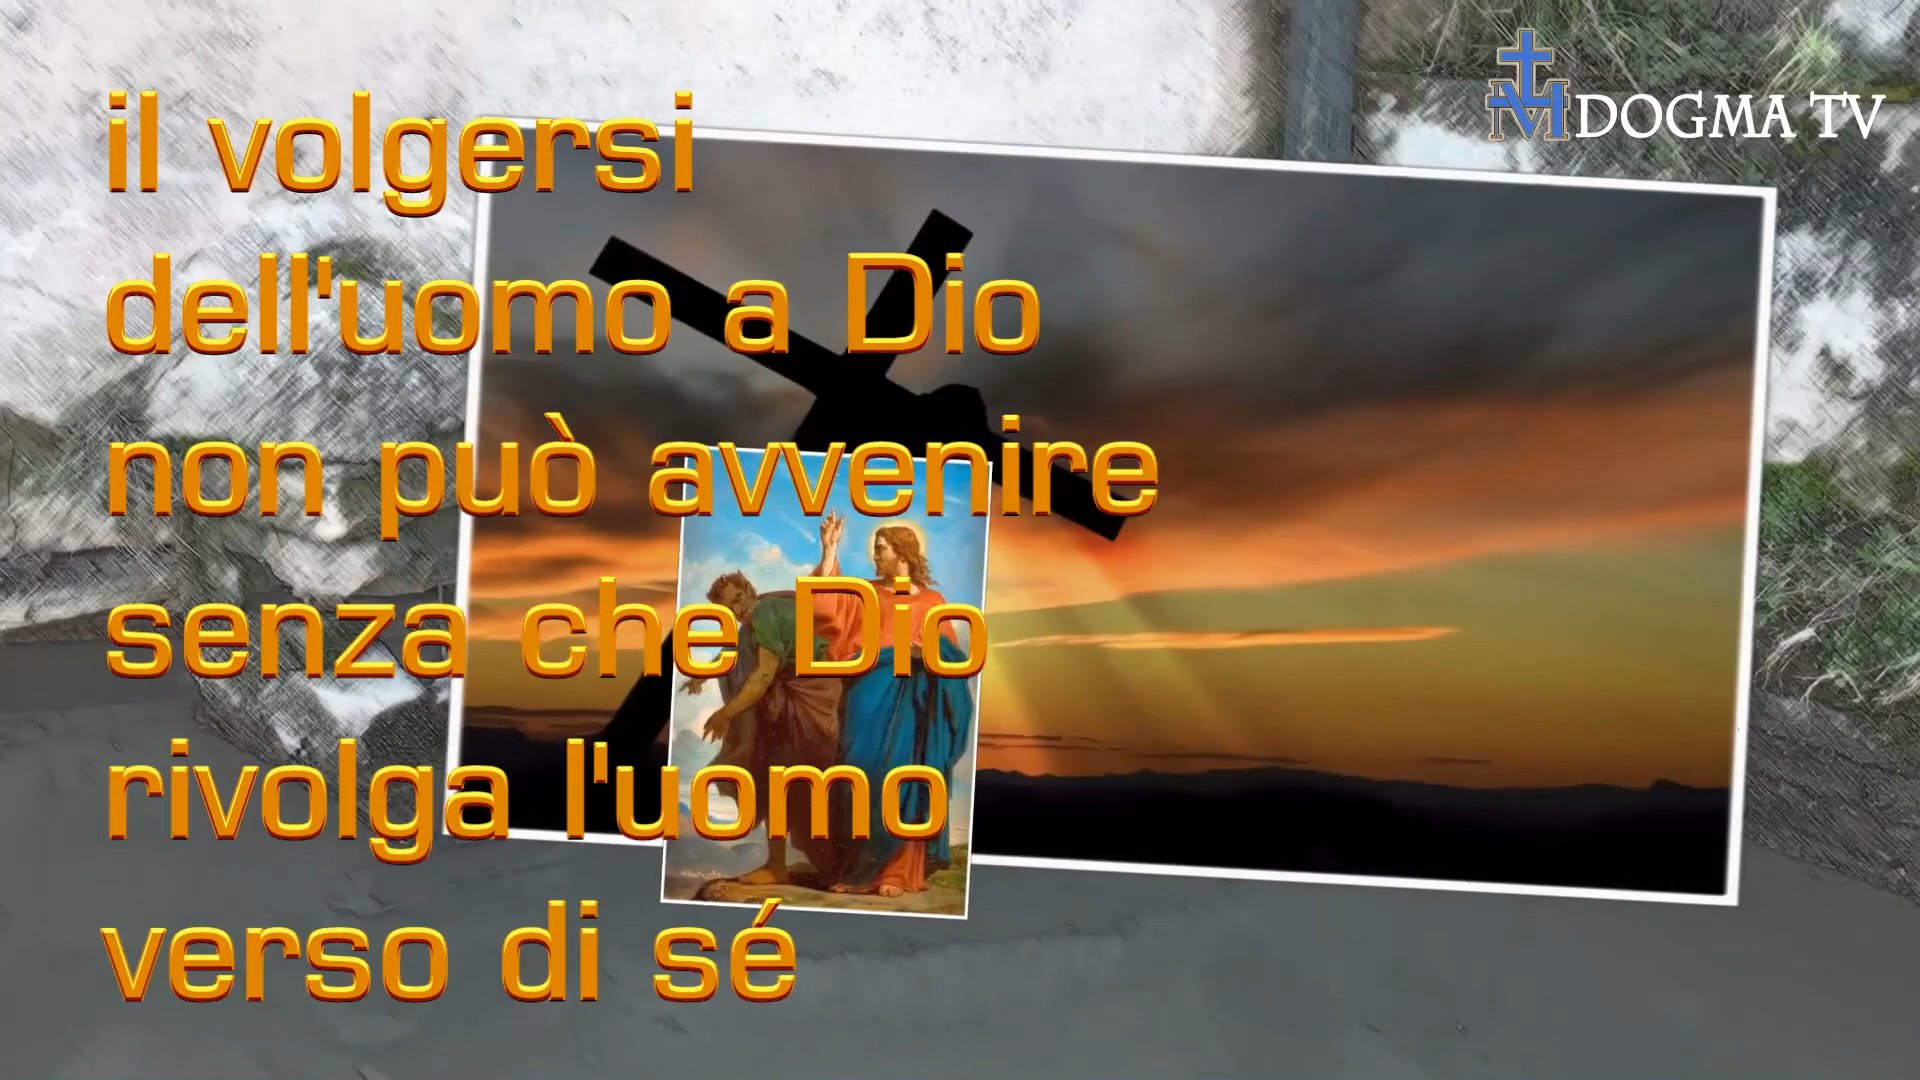 DOGMA TV
il volgersi
dell'uomo a Dio
non può avvenire
senza che Dio
rivolga l'uomo
verso di sé